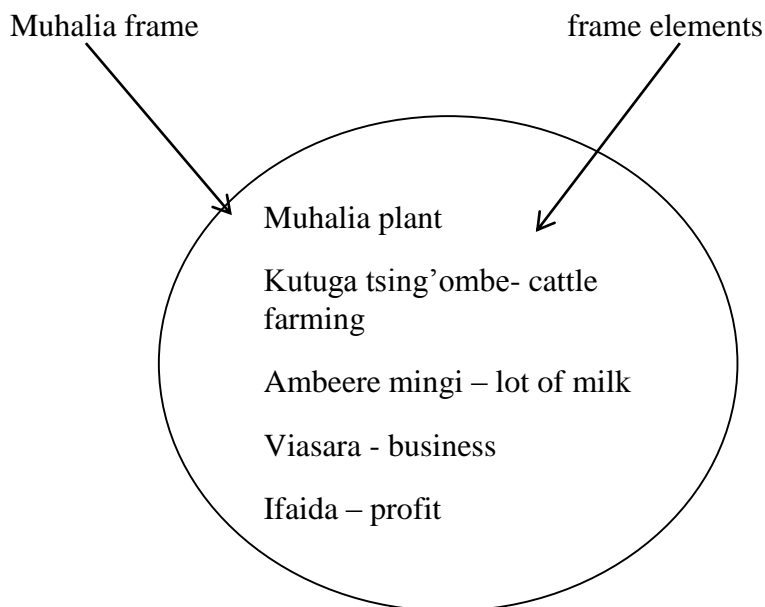 Muhalia frame
frame elements
Muhalia plant
Kutuga tsing’ombe- cattle
farming
Ambeere mingi – lot of milk
Viasara - business
Ifaida – profit